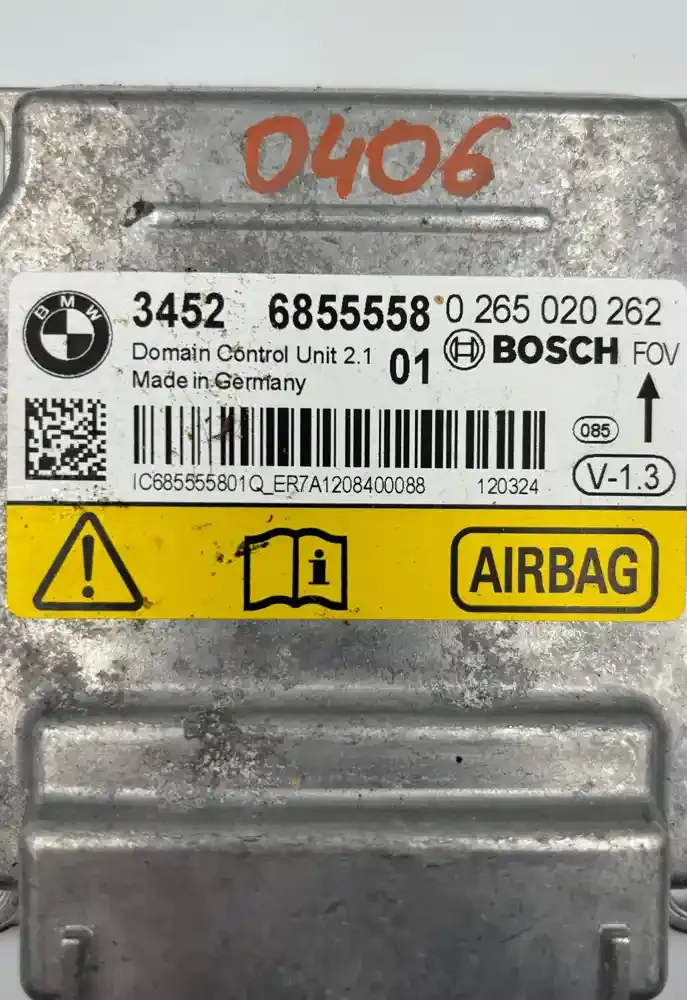 0406
BMW
3452 6855558 0 265 020 262
Domain Control Unit 2.1 01 BOSCH FOV
Made in Germany
085
IC685555801Q_ER7A1208400088 120324 V-1.3
i AIRBAG